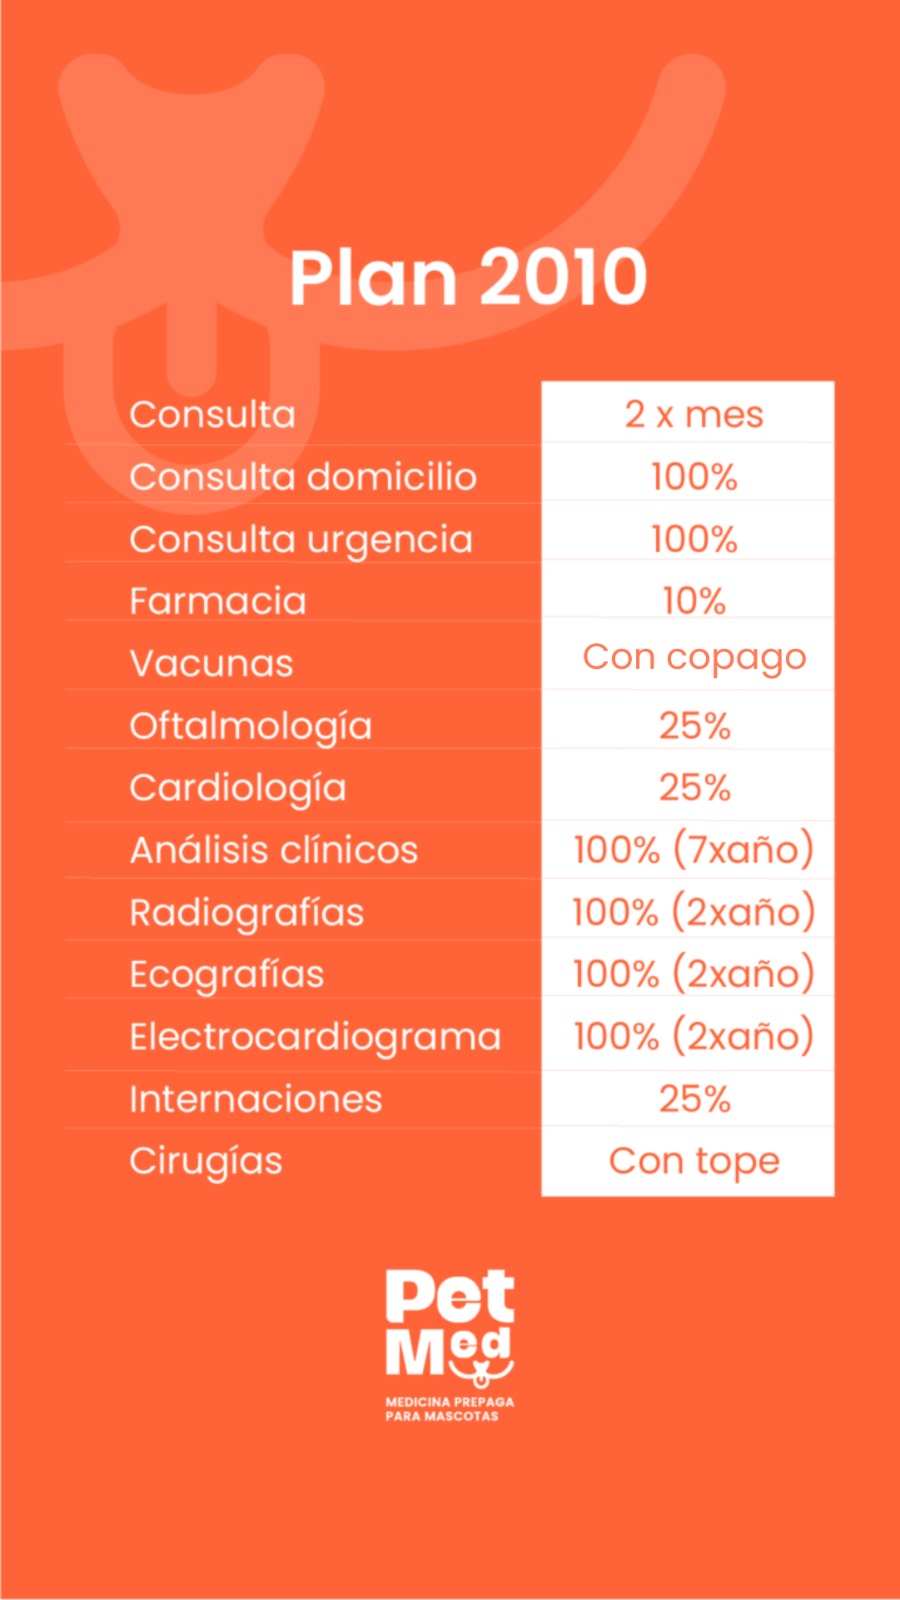 Plan 2010
Consulta 2 x mes
Consulta domicilio 100%
Consulta urgencia 100%
Farmacia 10%
Vacunas Con copago
Oftalmología 25%
Cardiología 25%
Análisis clínicos 100% (7xaño)
Radiografías 100% (2xaño)
Ecografías 100% (2xaño)
Electrocardiograma 100% (2xaño)
Internaciones 25%
Cirugías Con tope
Pet
Med
MEDICINA PREPAGA
PARA MASCOTAS